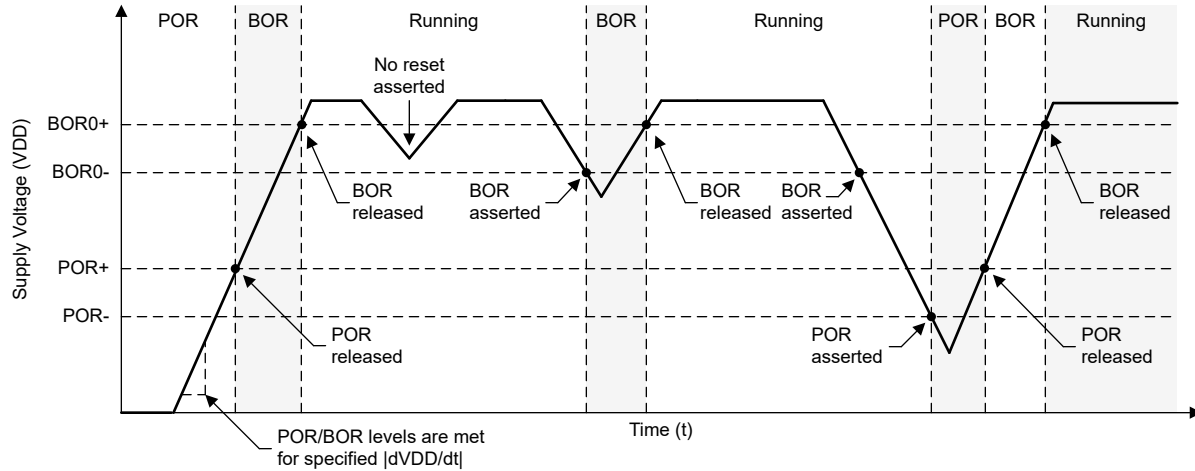 POR
BOR
Running
BOR
Running
POR
BOR
Running
No reset
asserted
Supply Voltage (VDD)
BOR0+
BOR0-
POR+
POR-
BOR
released
BOR
asserted
BOR
released
BOR
asserted
BOR
released
POR
released
POR
asserted
POR
released
POR/BOR levels are met
for specified |dVDD/dt|
Time (t)